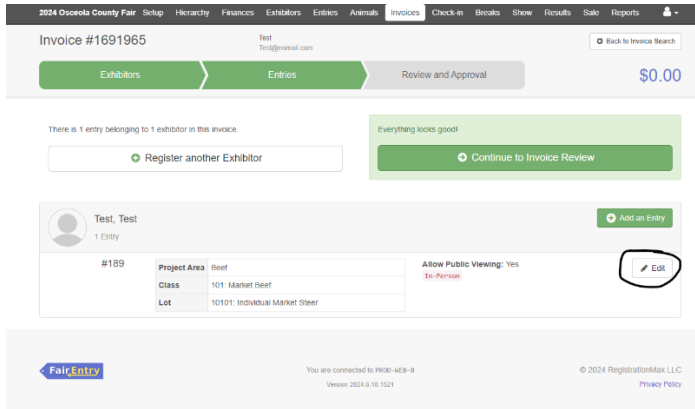 2024 Osceola County Fair Setup Hierarchy Finances Exhibitors Entries Animals Invoices Check-in Breaks Show Results Sale Reports
Invoice #1691965
Test
Test@nomail.com
Back to Invoice Search
Exhibitors
Entries
Review and Approval
$0.00
There is 1 entry belonging to 1 exhibitor in this invoice.
Register another Exhibitor
Everything looks good!
Continue to Invoice Review
Test, Test
1 Entry
Add an Entry
#189
Project Area Beef
Class 101: Market Beef
Lot 10101: Individual Market Steer
Allow Public Viewing: Yes
In-Person
Edit
FairEntry
You are connected to PROD-WEB-B
Version 2024.6.18.1521
© 2024 RegistrationMax LLC
Privacy Policy